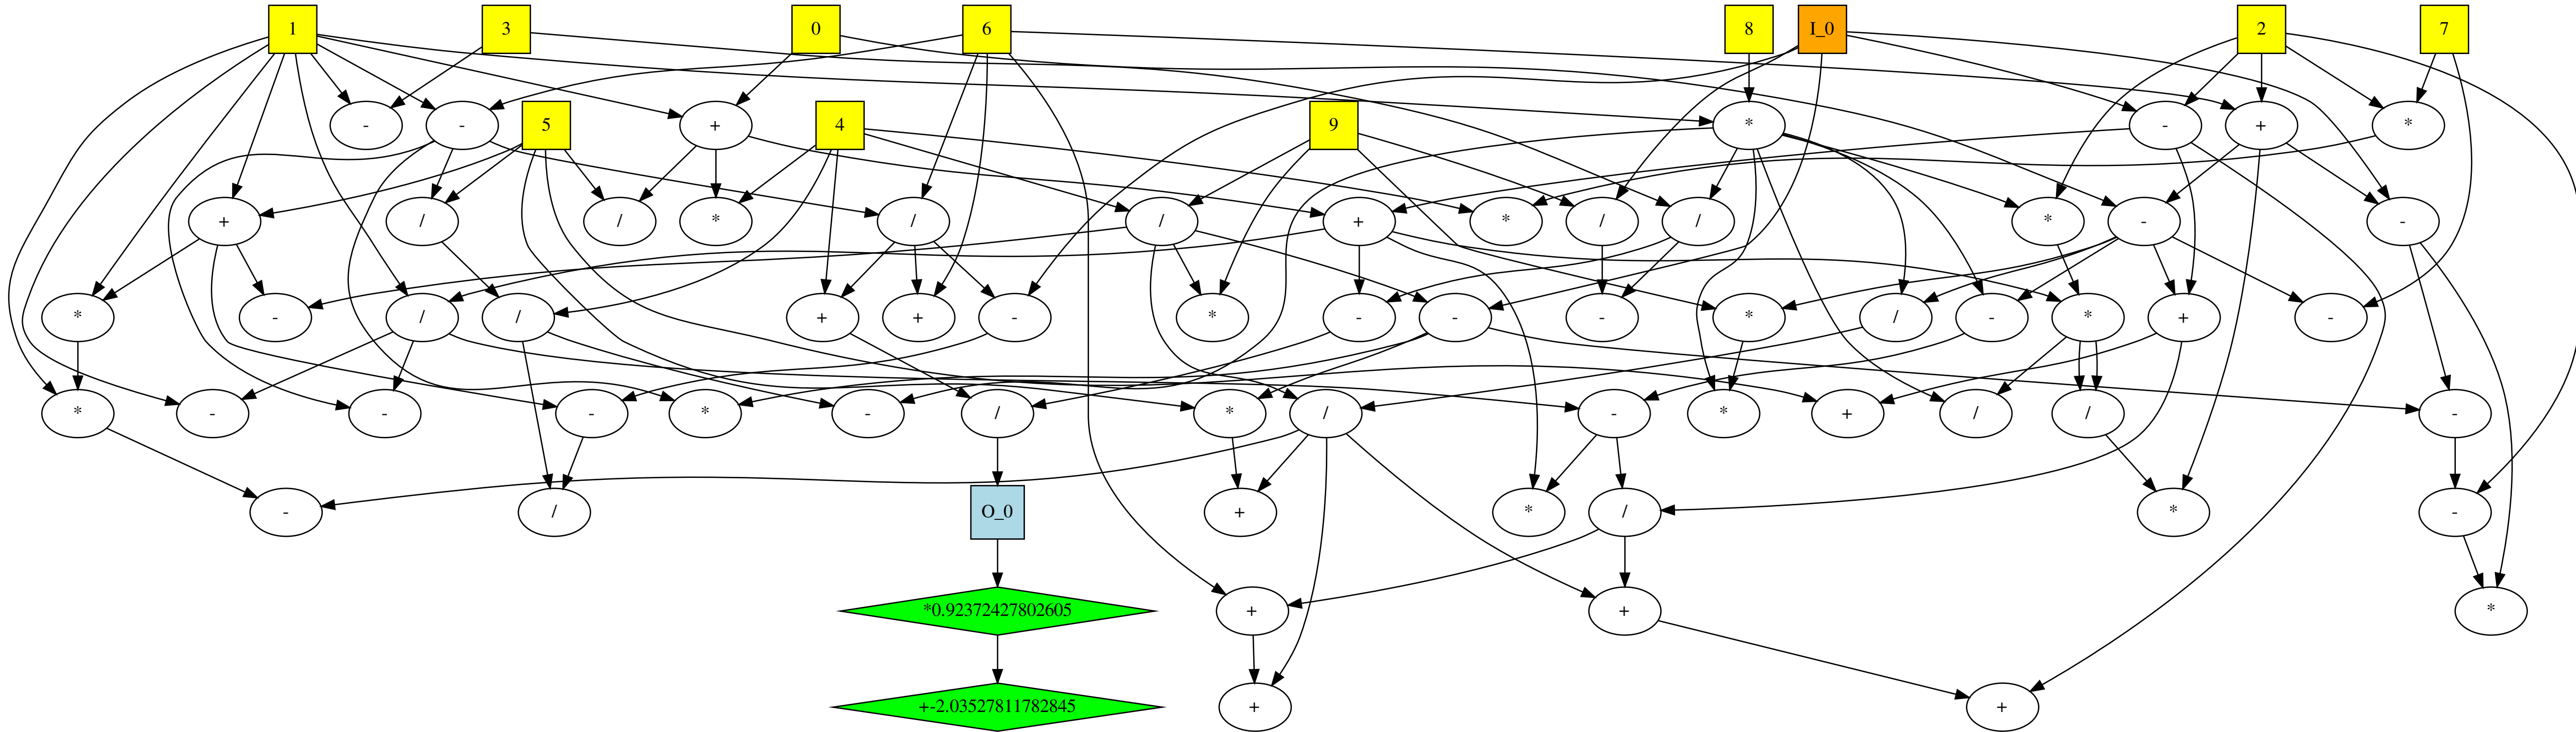 1 3 0 6 8 I_0 2 7
- - + * - + *
5 4 9
+ / / * / / + * / / * - -
* - / / + + - * - - - * / - * + -
* - - - * - / * / - * + / / -
- / O_0 + * / * -
*0.92372427802605 + + *
+-2.03527811782845 + +